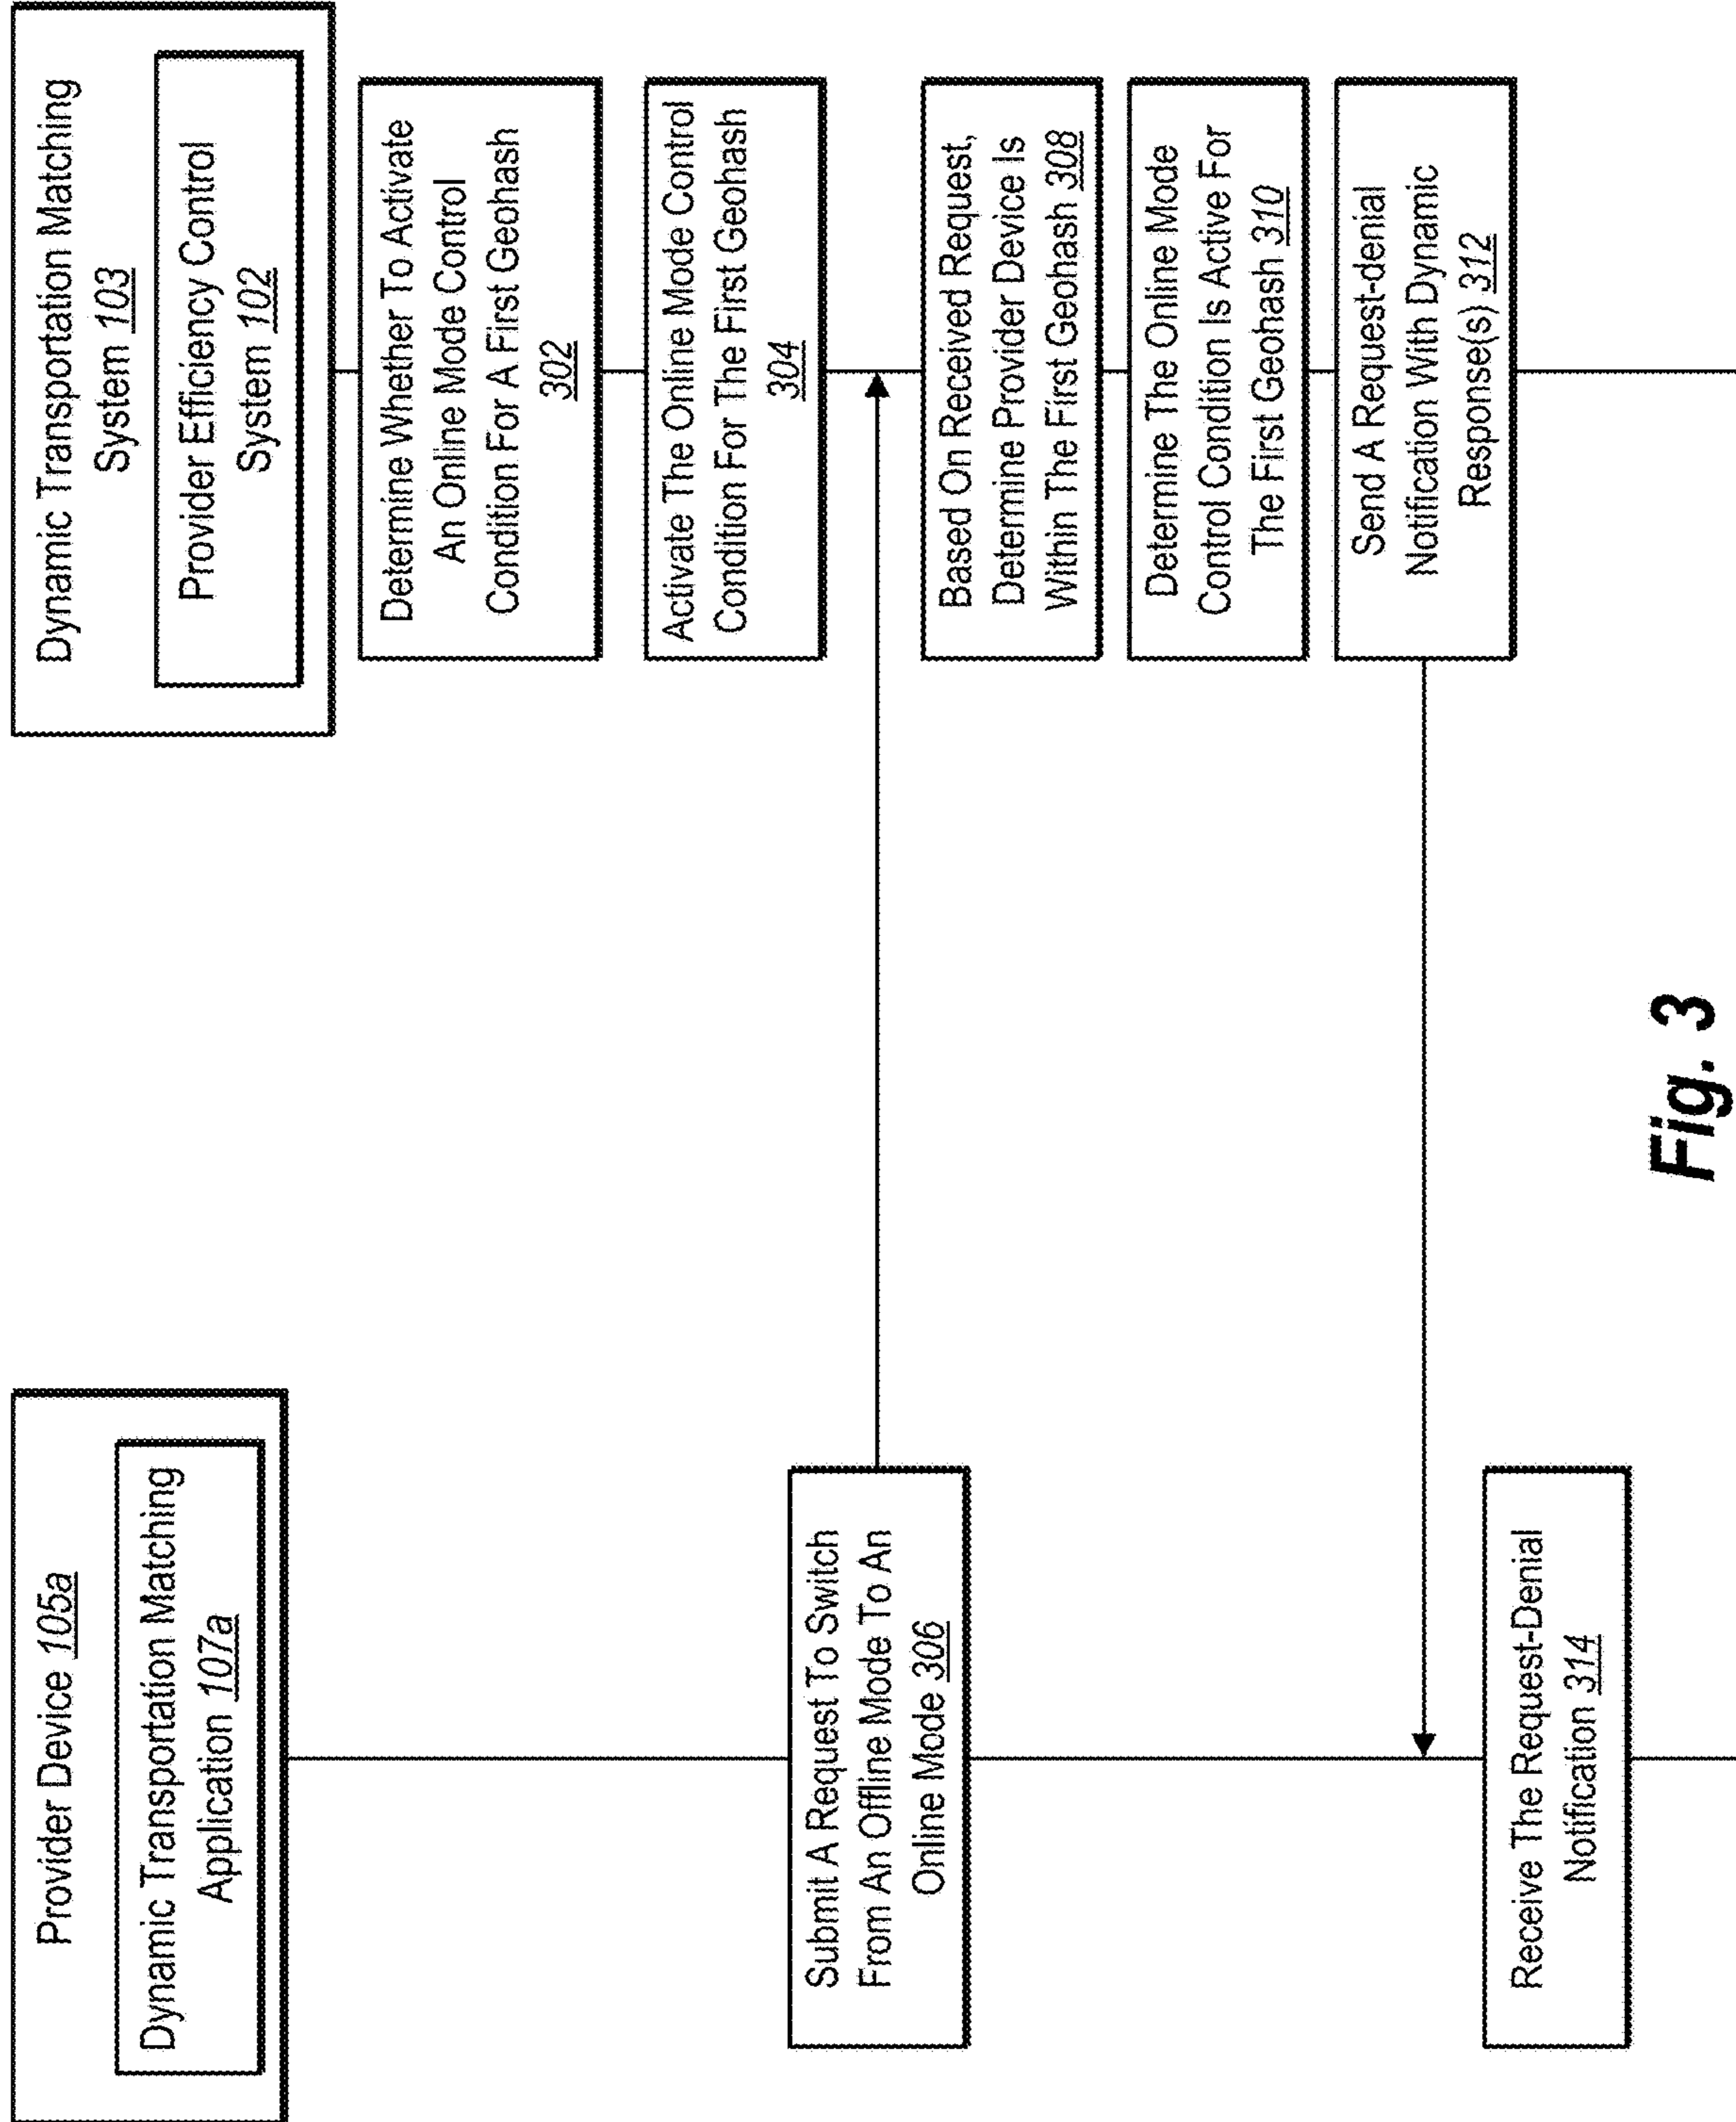 Provider Device 105a
Dynamic Transportation Matching
Application 107a
Dynamic Transportation Matching
System 103
Provider Efficiency Control
System 102
Determine Whether To Activate
An Online Mode Control
Condition For A First Geohash
302
Activate The Online Mode Control
Condition For The First Geohash
304
Submit A Request To Switch
From An Offline Mode To An
Online Mode 306
Based On Received Request,
Determine Provider Device Is
Within The First Geohash 308
Determine The Online Mode
Control Condition Is Active For
The First Geohash 310
Send A Request-denial
Notification With Dynamic
Response(s) 312
Receive The Request-Denial
Notification 314
Fig. 3